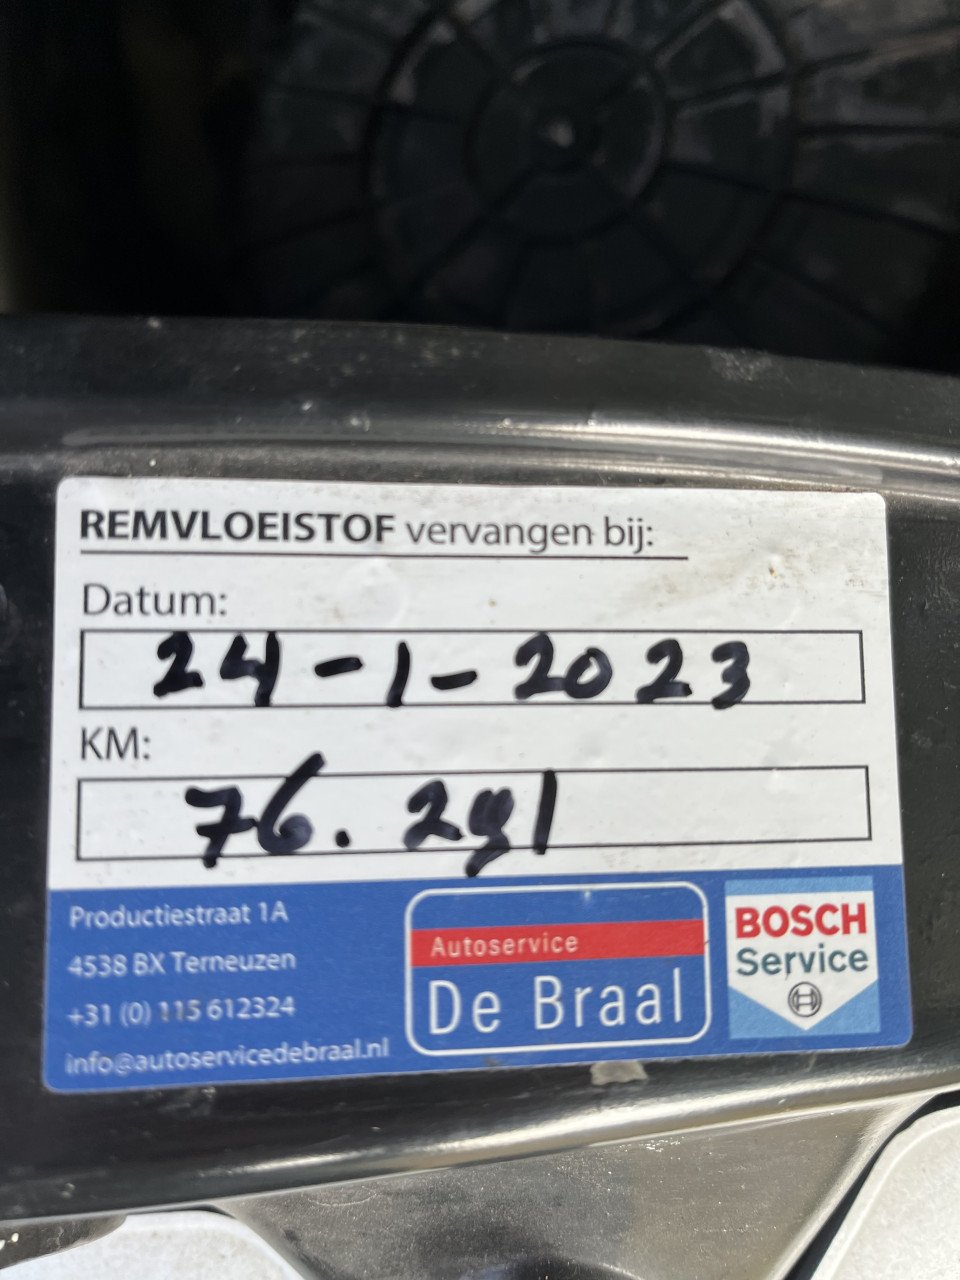 REMVLOEISTOF vervangen bij:
Datum:
24-1-2023
KM:
76.291
Productiestraat 1A
4538 BX Terneuzen
+31 (0) 115 612324
info@autoservicedebraal.nl
Autoservice
De Braal
BOSCH
Service